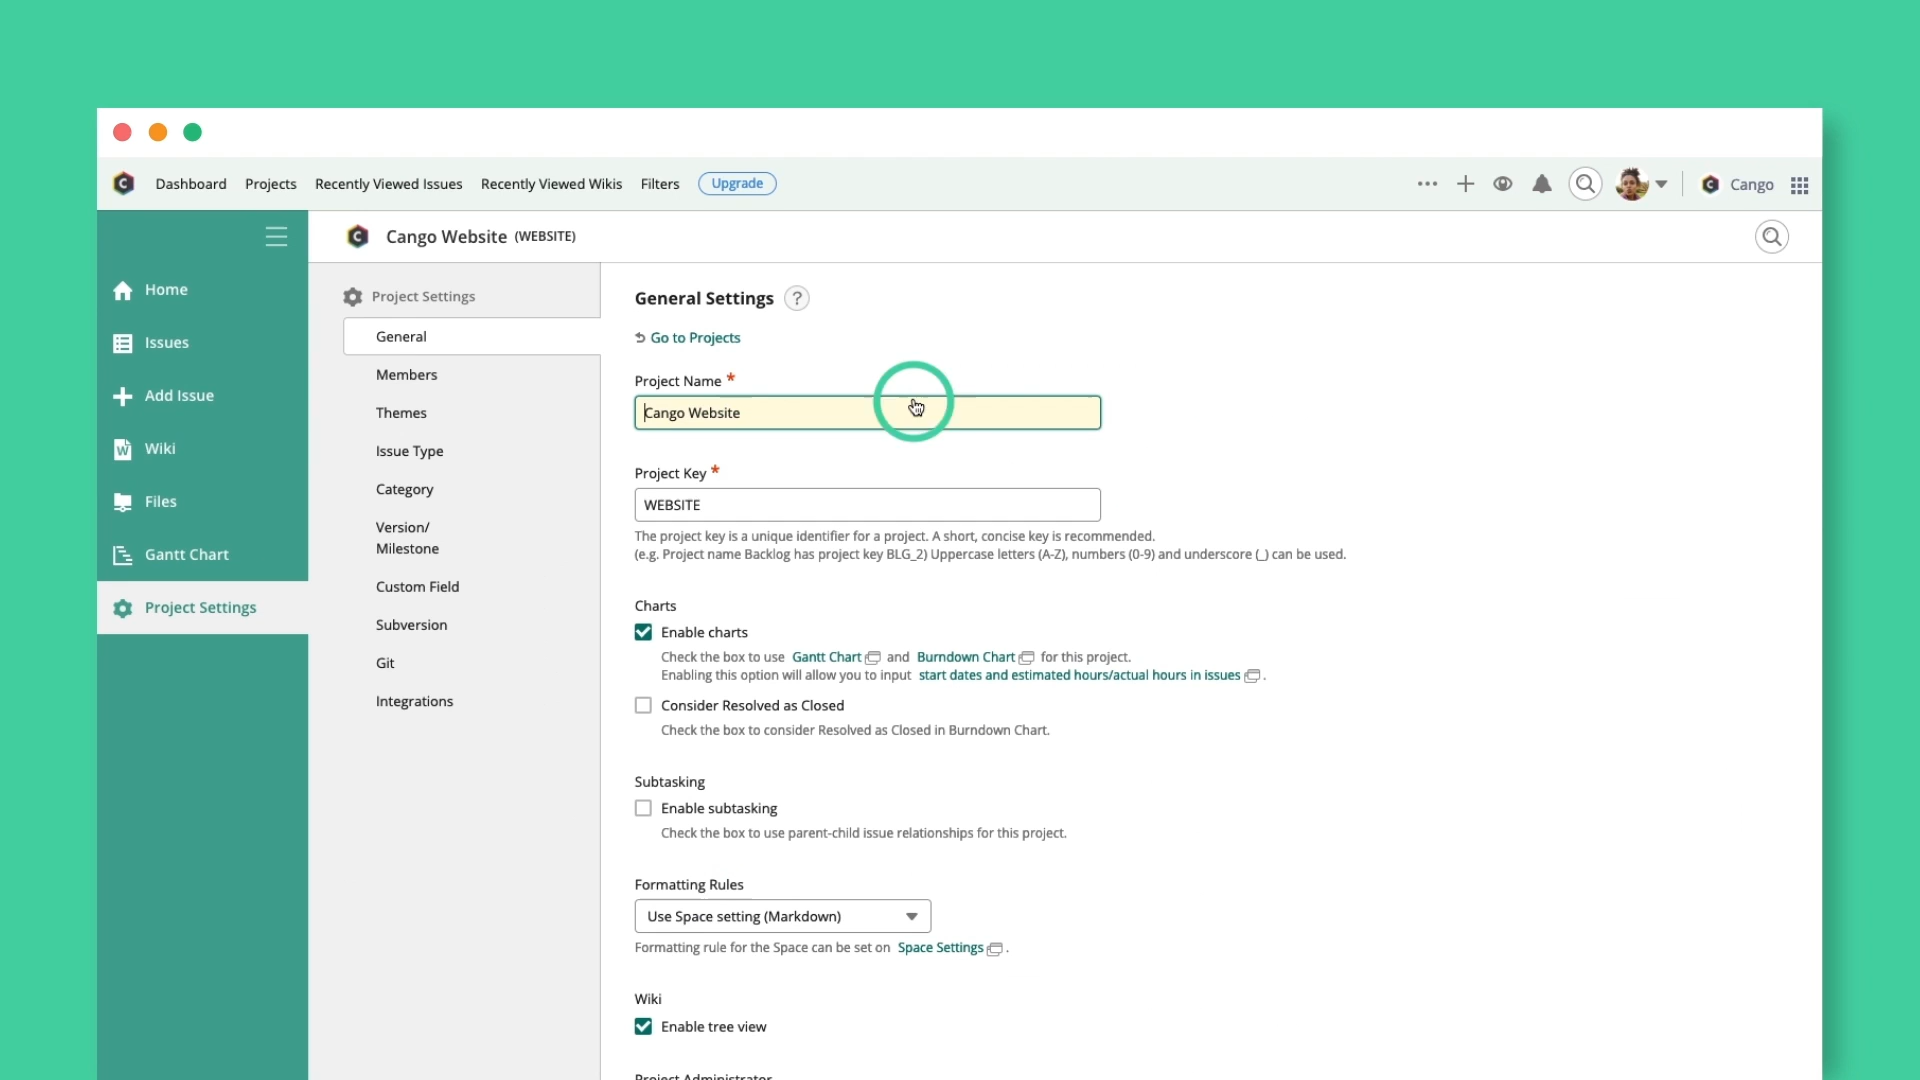 Dashboard Projects Recently Viewed Issues Recently Viewed Wikis Filters Upgrade Cango
Cango Website (WEBSITE)
Home
Issues
Add Issue
Wiki
Files
Gantt Chart
Project Settings
Project Settings
General
Members
Themes
Issue Type
Category
Version/
Milestone
Custom Field
Subversion
Git
Integrations
General Settings ?
Go to Projects
Project Name *
Cango Website
Project Key *
WEBSITE
The project key is a unique identifier for a project. A short, concise key is recommended.
(e.g. Project name Backlog has project key BLG_2) Uppercase letters (A-Z), numbers (0-9) and underscore (_) can be used.
Charts
Enable charts
Check the box to use Gantt Chart and Burndown Chart for this project.
Enabling this option will allow you to input start dates and estimated hours/actual hours in issues .
Consider Resolved as Closed
Check the box to consider Resolved as Closed in Burndown Chart.
Subtasking
Enable subtasking
Check the box to use parent-child issue relationships for this project.
Formatting Rules
Use Space setting (Markdown)
Formatting rule for the Space can be set on Space Settings .
Wiki
Enable tree view
Project Administrator